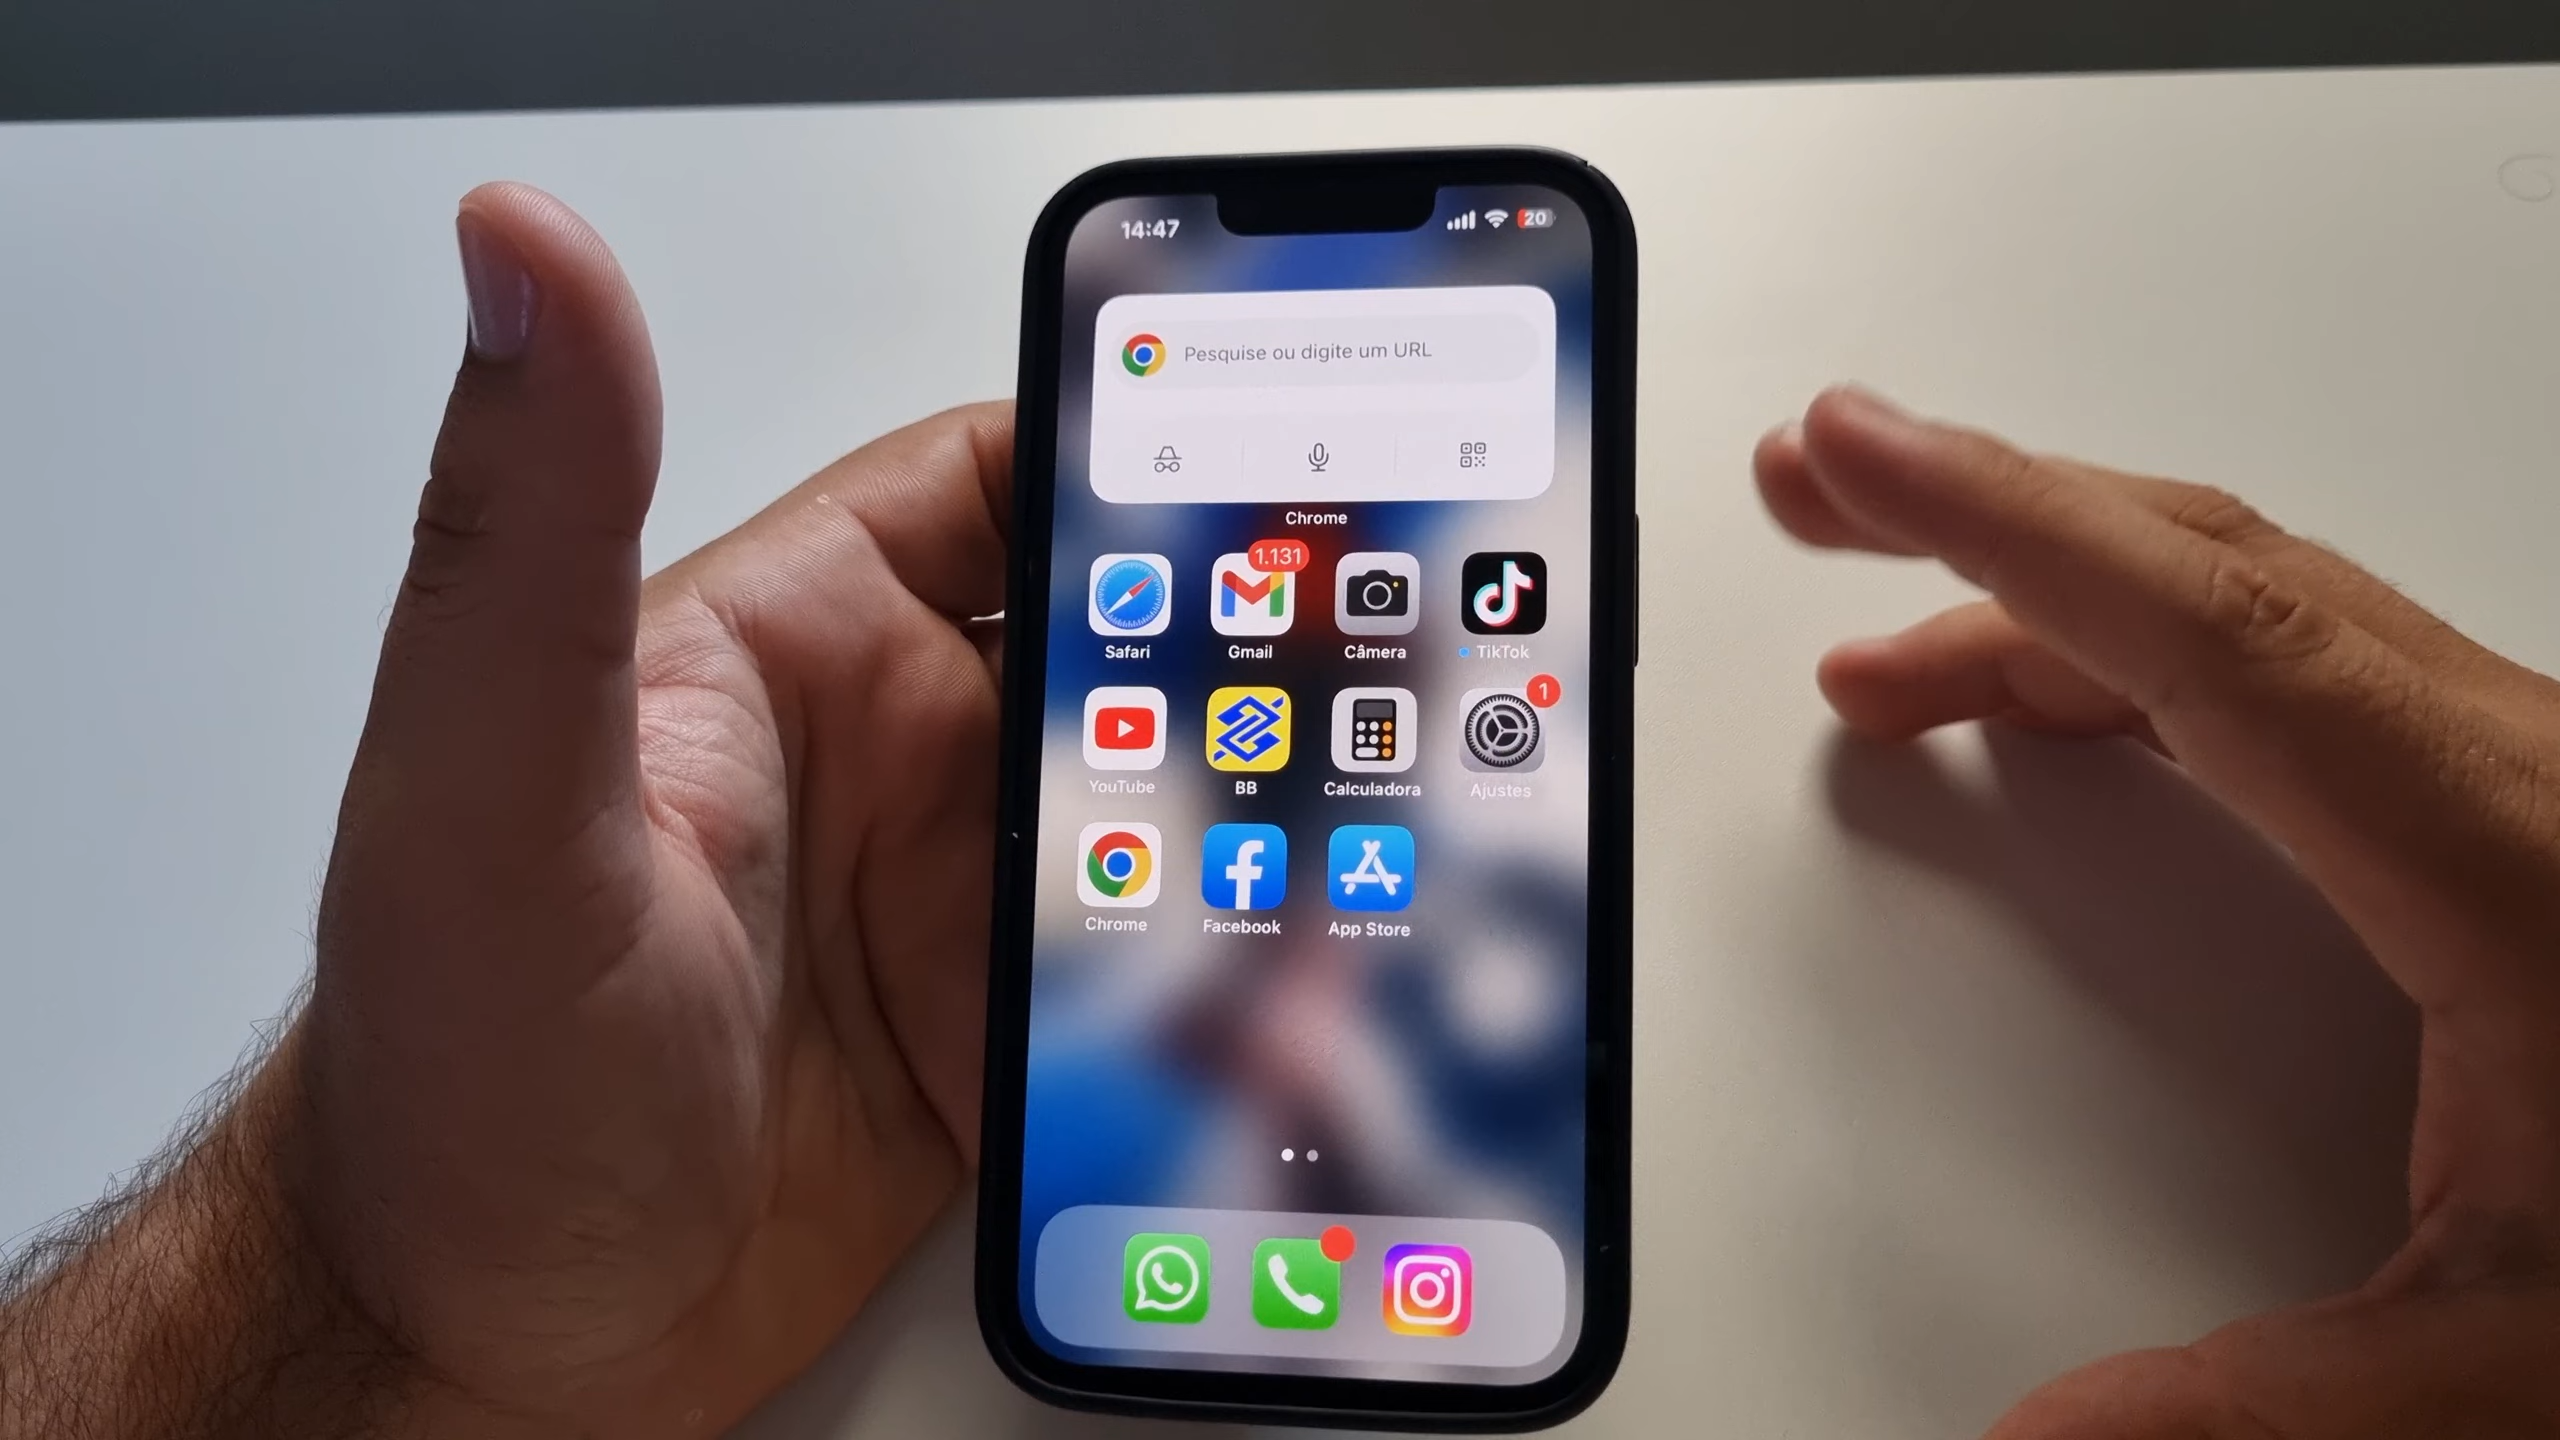 14:47
20
Pesquise ou digite um URL
Chrome
1.131
Safari
Gmail
Câmera
TikTok
1
YouTube
BB
Calculadora
Ajustes
Chrome
Facebook
App Store